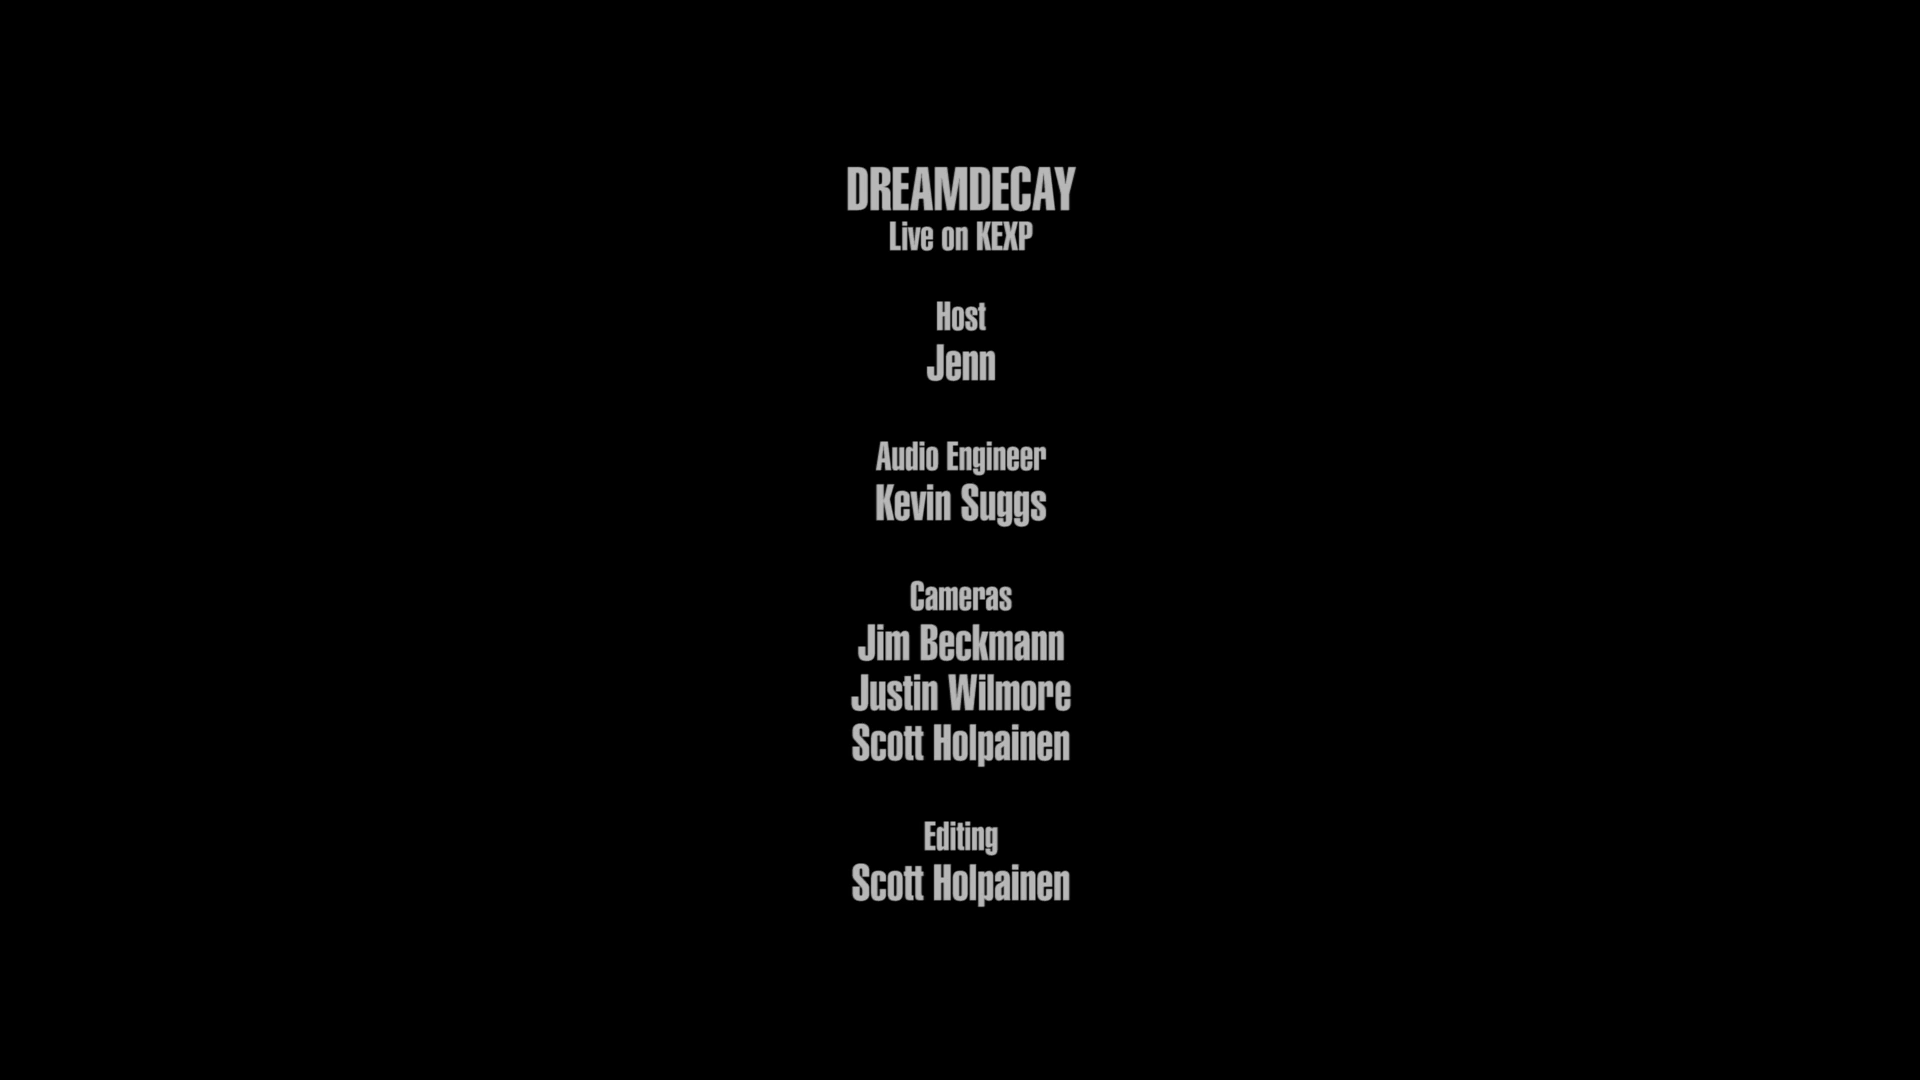 DREAMDECAY
Live on KEXP
Host
Jenn
Audio Engineer
Kevin Suggs
Cameras
Jim Beckmann
Justin Wilmore
Scott Holpainen
Editing
Scott Holpainen